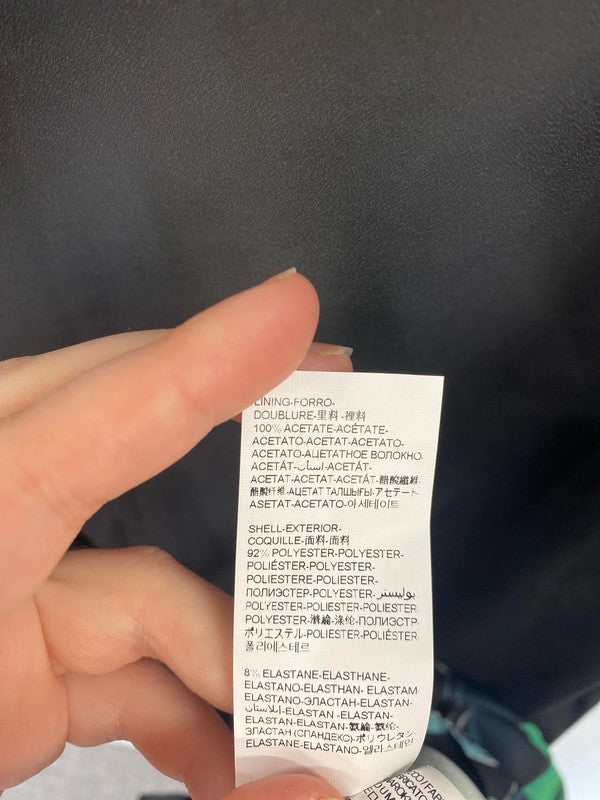 LINING-FORRO-
DOUBLURE-里料-裡料
100% ACETATE-ACÉTATE-
ACETATO-ACETAT-ACETATO-
ACETATO-АЦЕТАТНОЕ ВОЛОКНО
ACETÁT-أسيتات-ACETÁT-
ACETAT-ACETAT-ACETÁT-醋酸纖維
醋酸纤维-АЦЕТАТ ТАЛШЫҒЫ-アセテート
ASETAT-ACETATO-아세테이트
SHELL-EXTERIOR-
COQUILLE-面料-面料
92% POLYESTER-POLYESTER-
POLIÉSTER-POLYESTER-
POLIESTERE-POLIESTER-
ПОЛИЭСТЕР-POLYESTER-بوليستر
POLYESTER-POLIESTER-POLIESTER
POLYESTER-滌綸-涤纶-ПОЛИЭСТР
ポリエステル-POLIESTER-POLIÉSTER
폴리에스테르
8% ELASTANE-ELASTHANE-
ELASTANO-ELASTHAN- ELASTAM
ELASTANO-ЭЛАСТАН-ELASTAN-
ايلاستان-ELASTAN -ELASTAN-
ELASTAN-ELASTAN-氨綸-氨纶-
ЭЛАСТАН (СПАНДЕКС)-ポリウレタン
ELASTANE-ELASTANO-엘라스테인